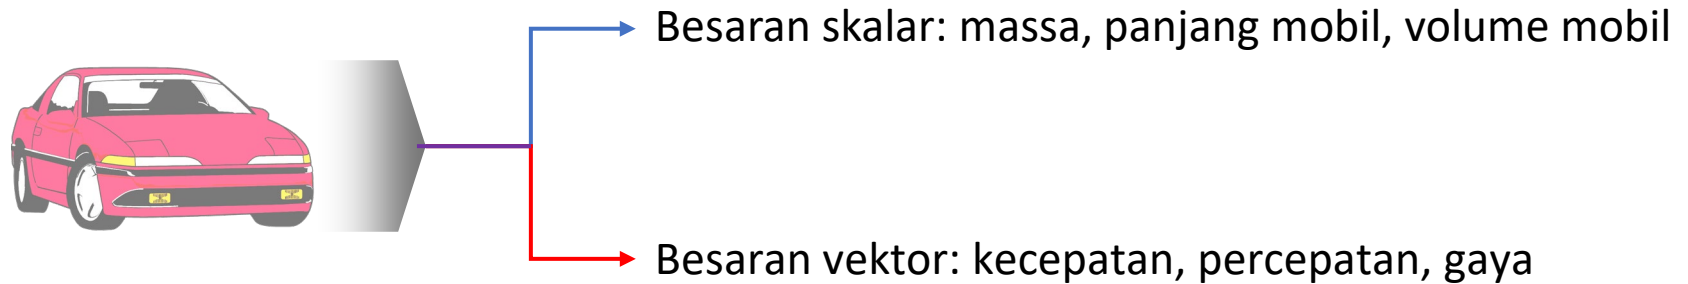 Besaran skalar: massa, panjang mobil, volume mobil
Besaran vektor: kecepatan, percepatan, gaya